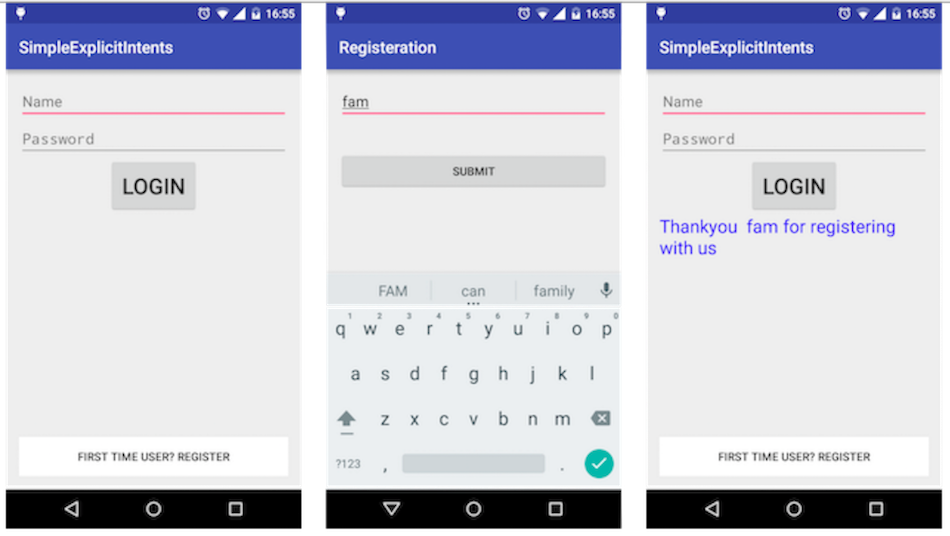 16:55
SimpleExplicitIntents
Name
Password
LOGIN
FIRST TIME USER? REGISTER
16:55
Registeration
fam
SUBMIT
FAM can family
1 2 3 4 5 6 7 8 9 0
q w e r t y u i o p
a s d f g h j k l
z x c v b n m
?123 , .
16:55
SimpleExplicitIntents
Name
Password
LOGIN
Thankyou  fam for registering
with us
FIRST TIME USER? REGISTER